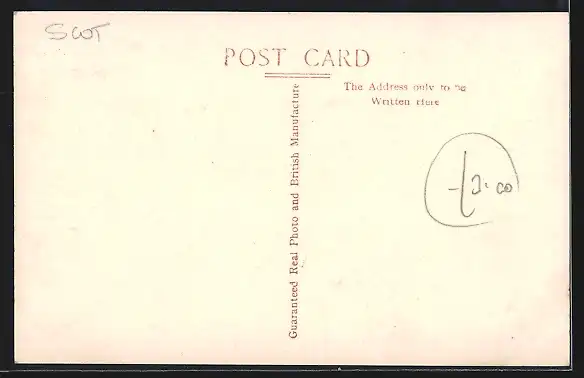 SCOT
POST CARD
The Address only to be
Written Here
Guaranteed Real Photo and British Manufacture
£2.00